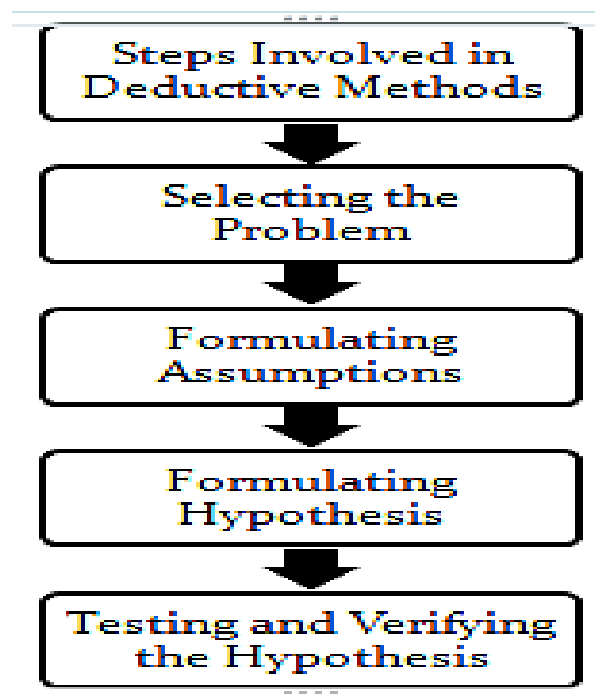 Steps Involved in
Deductive Methods
Selecting the
Problem
Formulating
Assumptions
Formulating
Hypothesis
Testing and Verifying
the Hypothesis